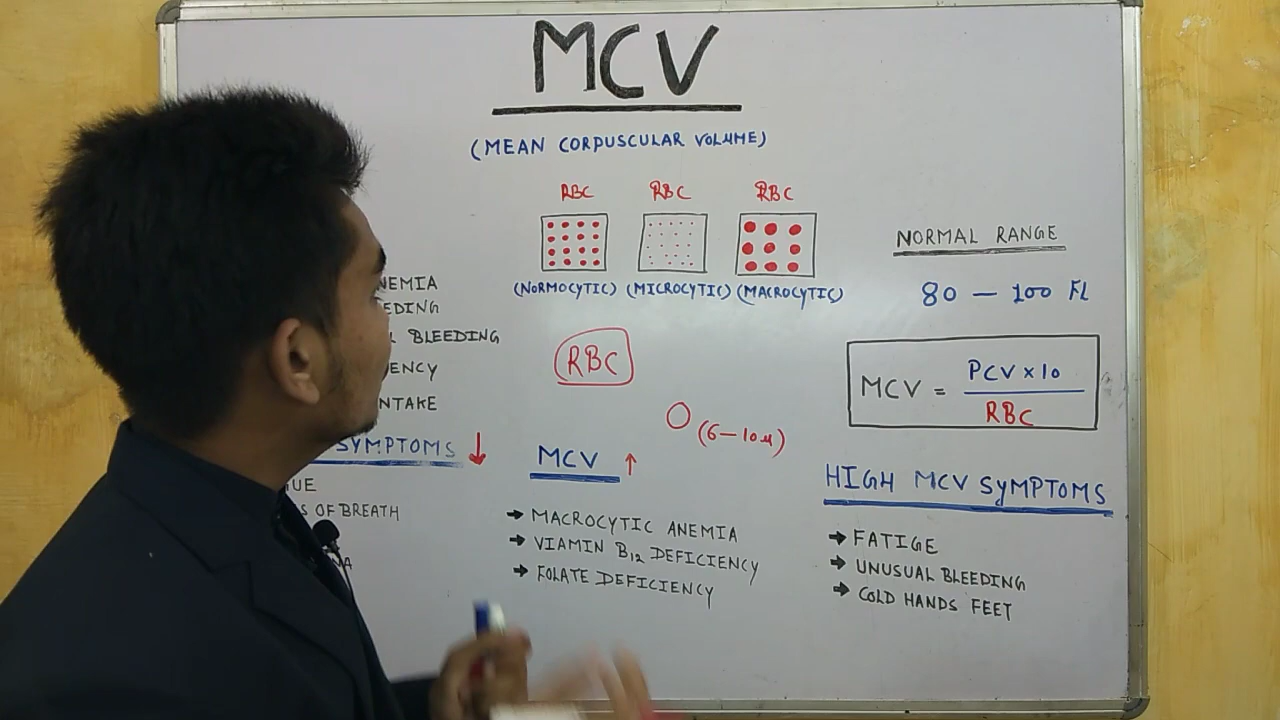 MCV
(MEAN CORPUSCULAR VOLUME)
RBC RBC RBC
(NORMOCYTIC) (MICROCYTIC) (MACROCYTIC)
NEMIA
EDING
L BLEEDING
ENCY
NTAKE
SYMPTOMS ↓
GUE
S OF BREATH
NA
RBC
(6-10μ)
MCV ↑
➔ MACROCYTIC ANEMIA
➔ VIAMIN B12 DEFICIENCY
➔ FOLATE DEFICIENCY
NORMAL RANGE
80 - 100 FL
MCV = PCV x 10
RBC
HIGH MCV SYMPTOMS
➔ FATIGE
➔ UNUSUAL BLEEDING
➔ COLD HANDS FEET